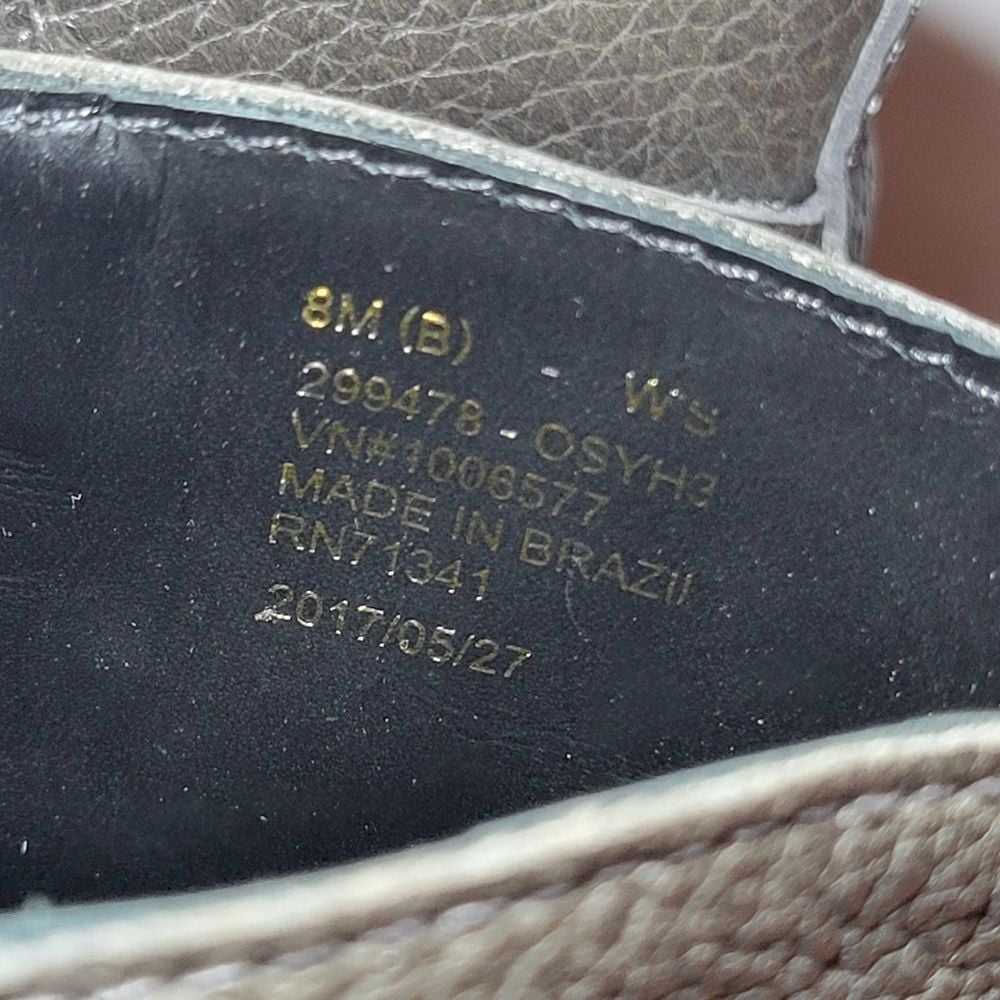 8M (B) - W S
299478 - OSYH3
VN#1006577
MADE IN BRAZil
RN71341
2017/05/27